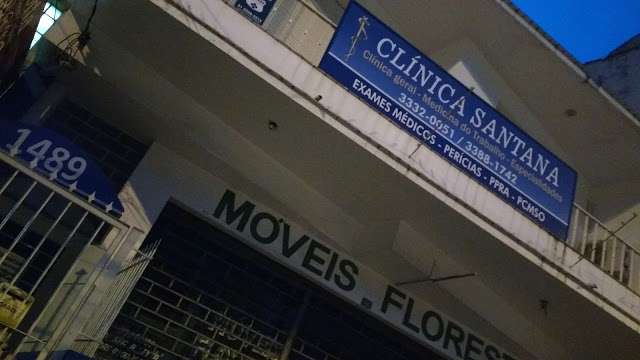 CLÍNICA SANTANA
Clínica geral - Medicina do Trabalho - Especialidades
3332-0051 / 3398-1742
EXAMES MÉDICOS - PERÍCIAS - PPRA - PCMSO
1489
MÓVEIS